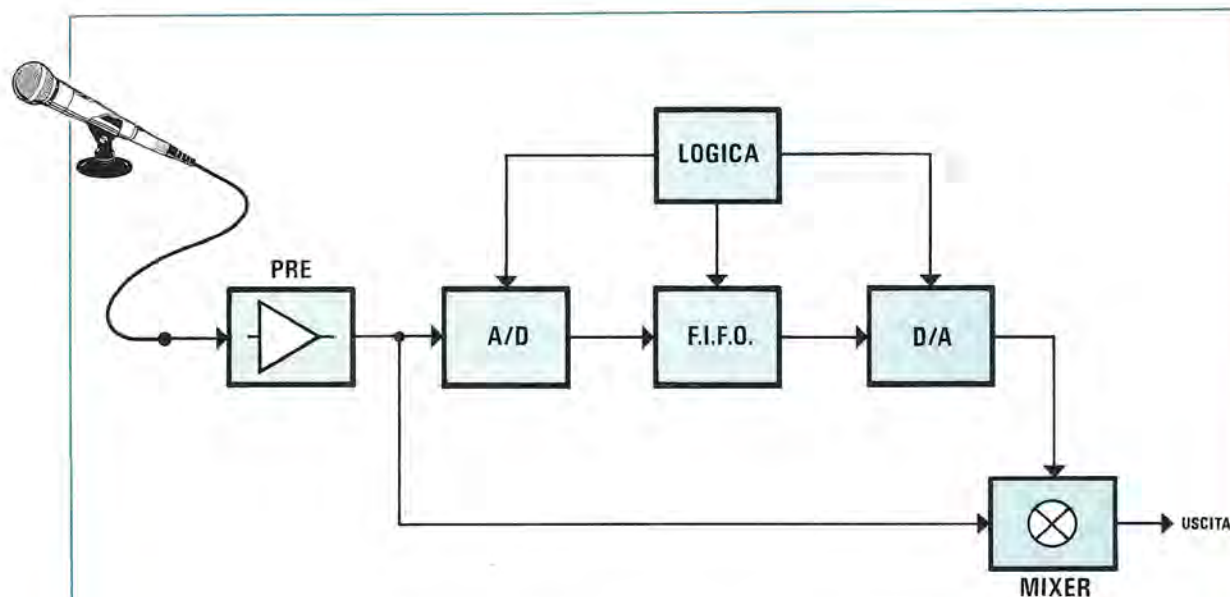 LOGICA
PRE
A/D
F.I.F.O.
D/A
USCITA
MIXER